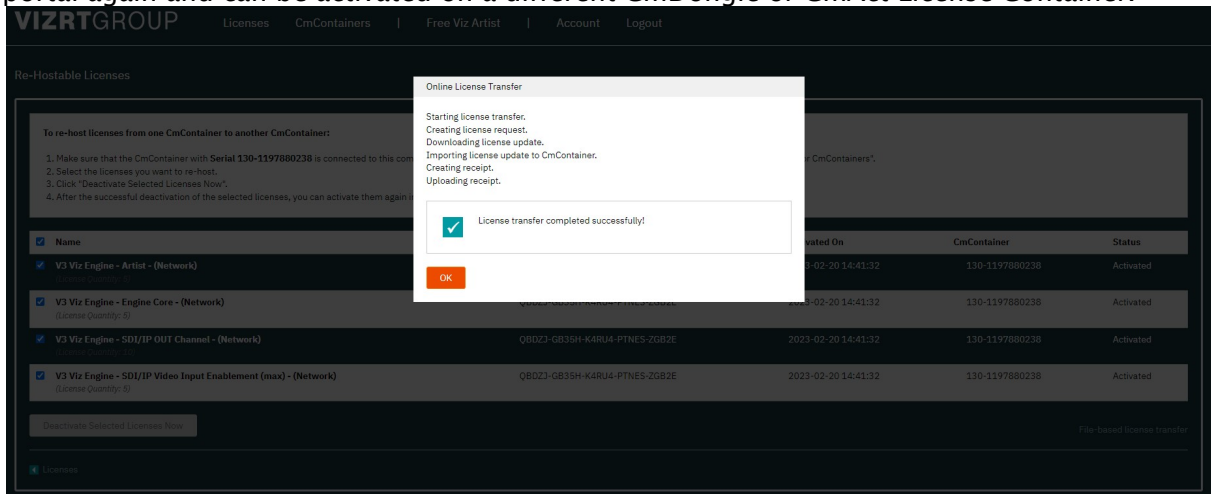 portal again and can be activated on a different CmDongle or CmAct License Container.
VIZRTGROUP Licenses CmContainers | Free Viz Artist | Account Logout
Re-Hostable Licenses
Online License Transfer
Starting license transfer.
Creating license request.
Downloading license update.
Importing license update to CmContainer.
Creating receipt.
Uploading receipt.
License transfer completed successfully!
OK
To re-host licenses from one CmContainer to another CmContainer:
1. Make sure that the CmContainer with Serial 130-1197880238 is connected to this com r CmContainers".
2. Select the licenses you want to re-host.
3. Click "Deactivate Selected Licenses Now".
4. After the successful deactivation of the selected licenses, you can activate them again i
Name vated On CmContainer Status
V3 Viz Engine - Artist - (Network) 3-02-20 14:41:32 130-1197880238 Activated
V3 Viz Engine - Engine Core - (Network) 2023-02-20 14:41:32 130-1197880238 Activated
(License Quantity: 5)
V3 Viz Engine - SDI/IP OUT Channel - (Network) QBDZJ-GB3SH-K4RU4-PTNES-ZGB2E 2023-02-20 14:41:32 130-1197880238 Activated
V3 Viz Engine - SDI/IP Video Input Enablement (max) - (Network) QBDZJ-GB3SH-K4RU4-PTNES-ZGB2E 2023-02-20 14:41:32 130-1197880238 Activated
(License Quantity: 5)
Deactivate Selected Licenses Now File-based license transfer
Licenses